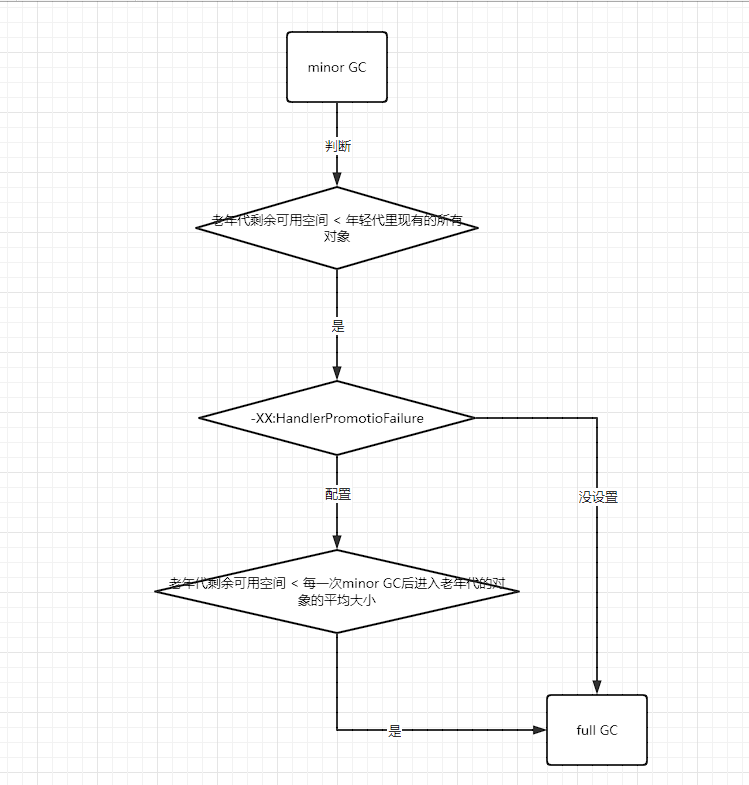 minor GC
判断
老年代剩余可用空间 < 年轻代里现有的所有
对象
是
-XX:HandlerPromotioFailure
配置
没设置
老年代剩余可用空间 < 每一次minor GC后进入老年代的对
象的平均大小
是
full GC